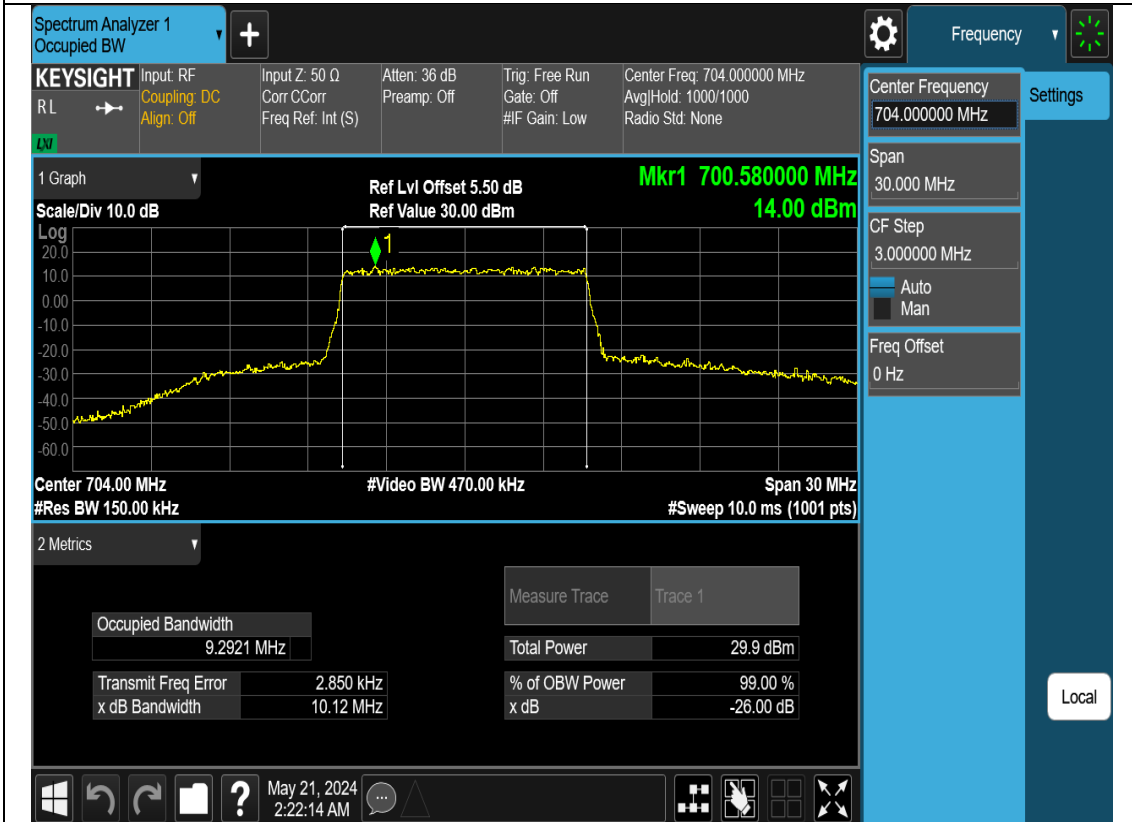 Spectrum Analyzer 1
Occupied BW
Frequency
KEYSIGHT
RL
LXI
Input: RF
Coupling: DC
Align: Off
Input Z: 50 Ω
Corr CCorr
Freq Ref: Int (S)
Atten: 36 dB
Preamp: Off
Trig: Free Run
Gate: Off
#IF Gain: Low
Center Freq: 704.000000 MHz
Avg|Hold: 1000/1000
Radio Std: None
Center Frequency
704.000000 MHz
Settings
Span
30.000 MHz
CF Step
3.000000 MHz
Auto
Man
Freq Offset
0 Hz
Local
1 Graph
Scale/Div 10.0 dB
Ref Lvl Offset 5.50 dB
Ref Value 30.00 dBm
Mkr1 700.580000 MHz
14.00 dBm
Log
1
20.0
10.0
0.00
-10.0
-20.0
-30.0
-40.0
-50.0
-60.0
Center 704.00 MHz
#Res BW 150.00 kHz
#Video BW 470.00 kHz
Span 30 MHz
#Sweep 10.0 ms (1001 pts)
2 Metrics
Measure Trace Trace 1
Occupied Bandwidth
9.2921 MHz
Total Power 29.9 dBm
Transmit Freq Error 2.850 kHz
% of OBW Power 99.00 %
x dB Bandwidth 10.12 MHz
x dB -26.00 dB
May 21, 2024
2:22:14 AM